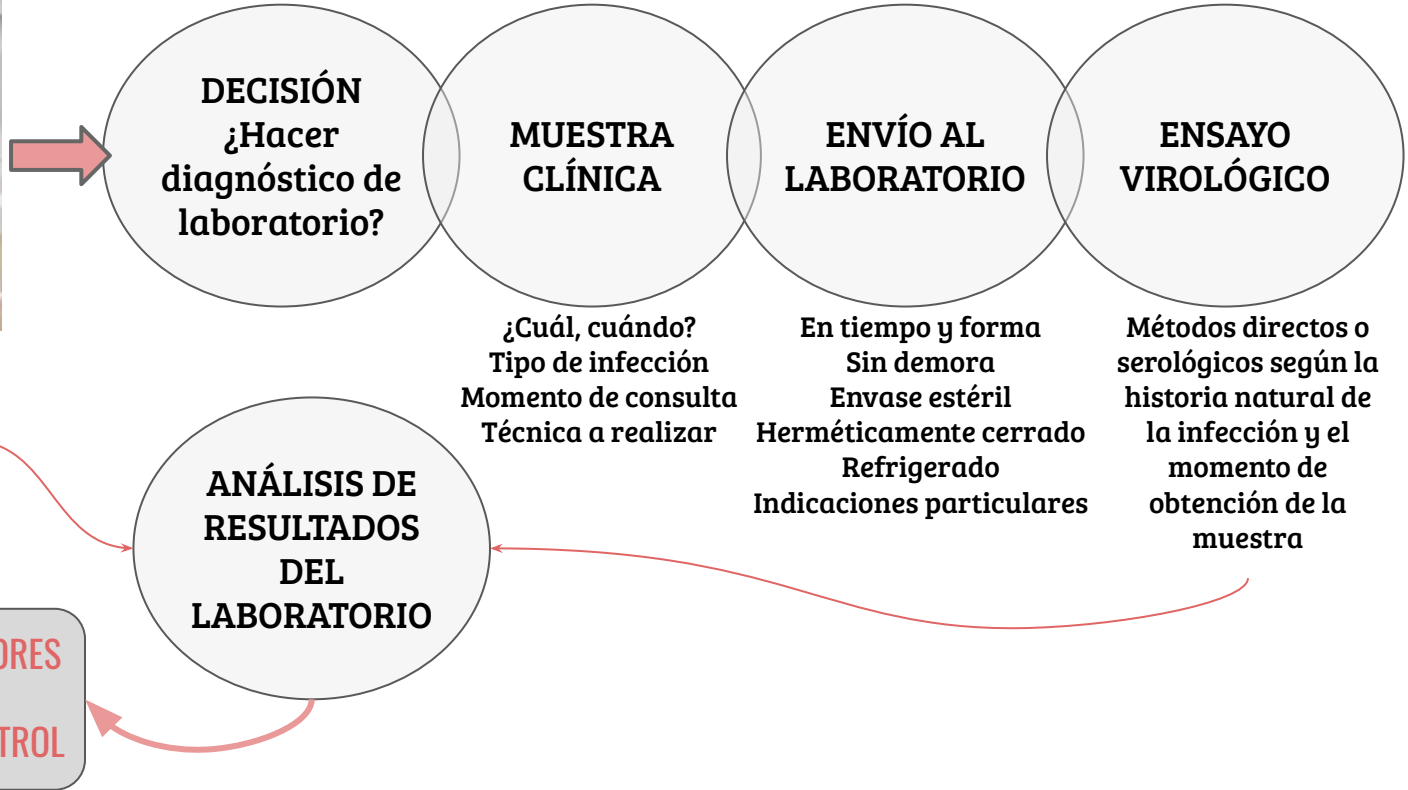 DECISIÓN
¿Hacer
diagnóstico de
laboratorio?
MUESTRA
CLÍNICA
ENVÍO AL
LABORATORIO
ENSAYO
VIROLÓGICO
¿Cuál, cuándo?
Tipo de infección
Momento de consulta
Técnica a realizar
En tiempo y forma
Sin demora
Envase estéril
Herméticamente cerrado
Refrigerado
Indicaciones particulares
Métodos directos o
serológicos según la
historia natural de
la infección y el
momento de
obtención de la
muestra
ANÁLISIS DE
RESULTADOS
DEL
LABORATORIO